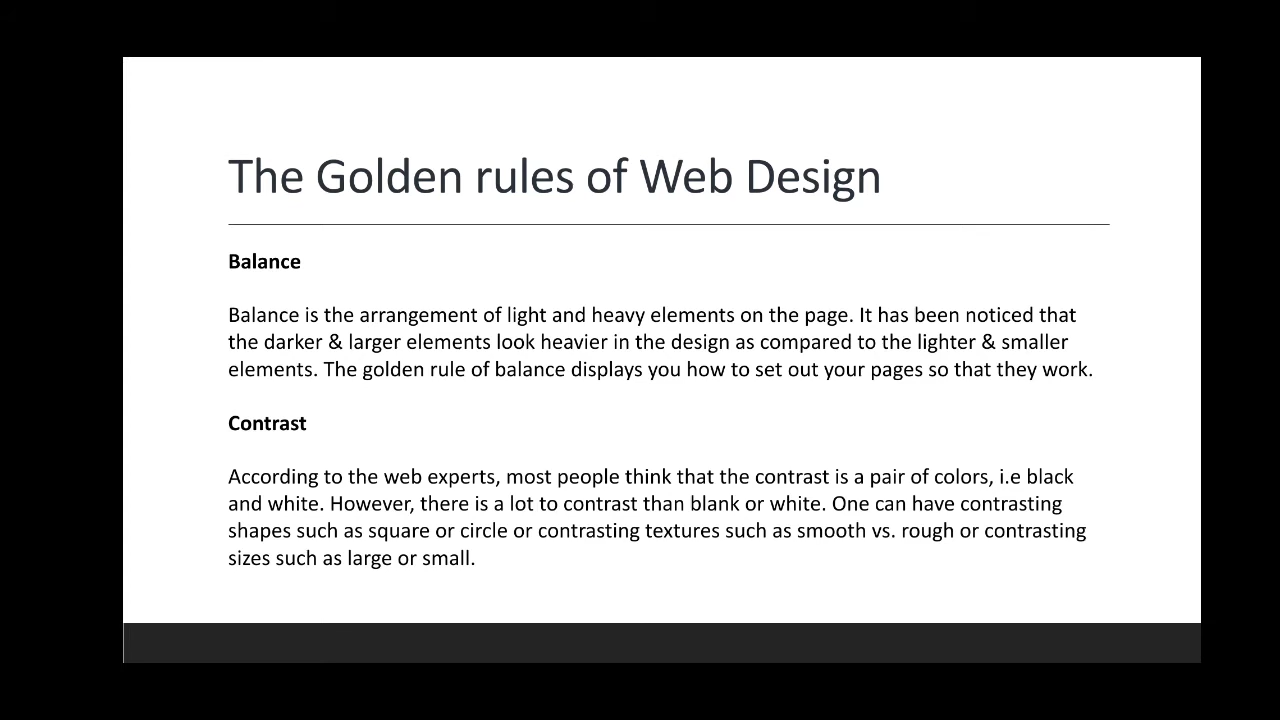 The Golden rules of Web Design
Balance
Balance is the arrangement of light and heavy elements on the page. It has been noticed that
the darker & larger elements look heavier in the design as compared to the lighter & smaller
elements. The golden rule of balance displays you how to set out your pages so that they work.
Contrast
According to the web experts, most people think that the contrast is a pair of colors, i.e black
and white. However, there is a lot to contrast than blank or white. One can have contrasting
shapes such as square or circle or contrasting textures such as smooth vs. rough or contrasting
sizes such as large or small.